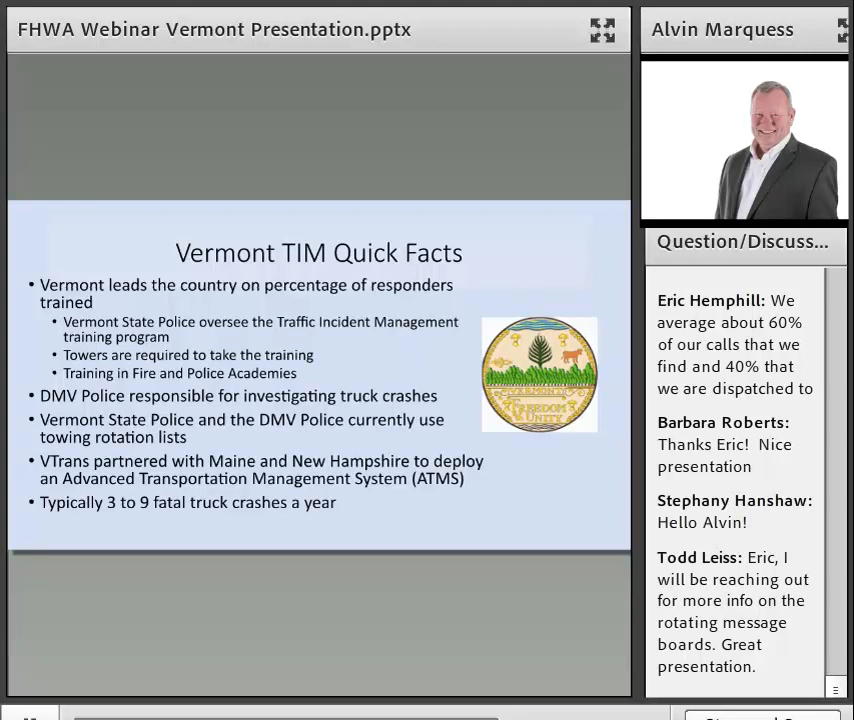 FHWA Webinar Vermont Presentation.pptx
Vermont TIM Quick Facts
• Vermont leads the country on percentage of responders
trained
• Vermont State Police oversee the Traffic Incident Management
training program
• Towers are required to take the training
• Training in Fire and Police Academies
• DMV Police responsible for investigating truck crashes
• Vermont State Police and the DMV Police currently use
towing rotation lists
• VTrans partnered with Maine and New Hampshire to deploy
an Advanced Transportation Management System (ATMS)
• Typically 3 to 9 fatal truck crashes a year
VERMONT
FREEDOM
UNITY
Alvin Marquess
Question/Discuss...
Eric Hemphill: We
average about 60%
of our calls that we
find and 40% that
we are dispatched to
Barbara Roberts:
Thanks Eric! Nice
presentation
Stephany Hanshaw:
Hello Alvin!
Todd Leiss: Eric, I
will be reaching out
for more info on the
rotating message
boards. Great
presentation.